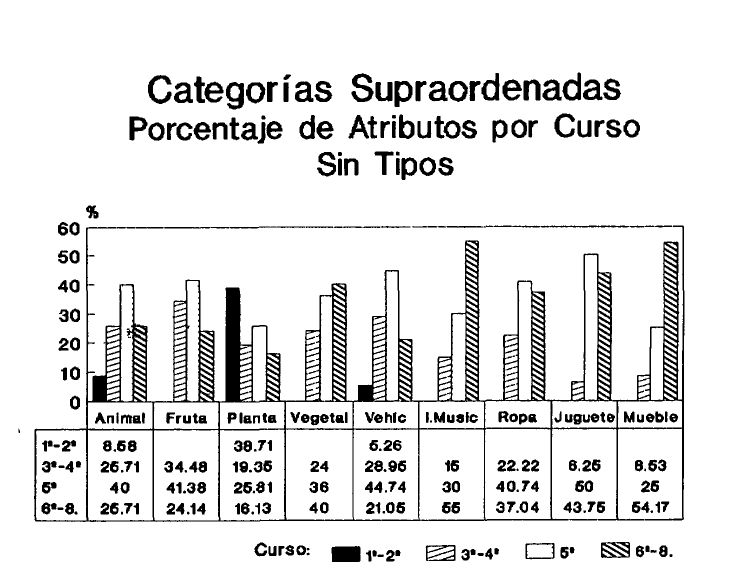 Categorías Supraordenadas
Porcentaje de Atributos por Curso
Sin Tipos
%
60
50
40
30
20
10
0
Animal Fruta Planta Vegetal Vehic I.Music Ropa Juguete Mueble
1º-2º 8.58 38.71 5.26
3º-4º 25.71 34.48 19.35 24 28.95 15 22.22 6.25 8.53
5º 40 41.38 25.81 36 44.74 30 40.74 50 25
6º-8. 25.71 24.14 16.13 40 21.05 55 37.04 43.75 54.17
Curso: 1º-2º 3º-4º 5º 6º-8.